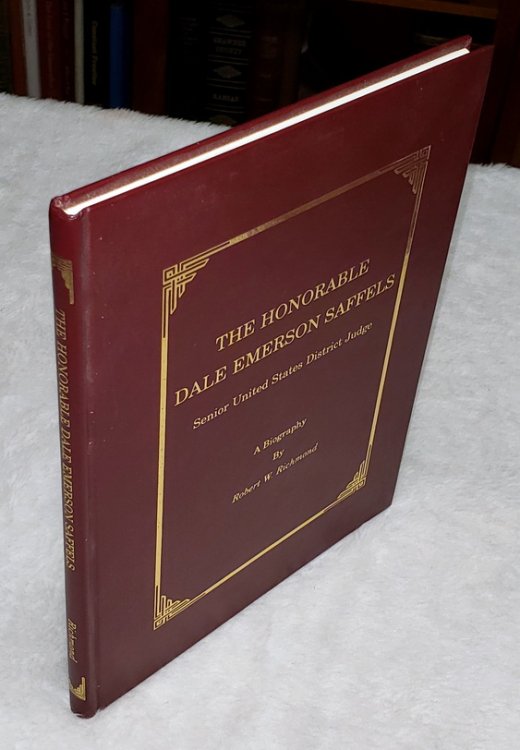 THE HONORABLE
DALE EMERSON SAFFELS
Senior United States District Judge
A Biography
By
Robert W. Richmond
THE HONORABLE DALE EMERSON SAFFELS
Richmond